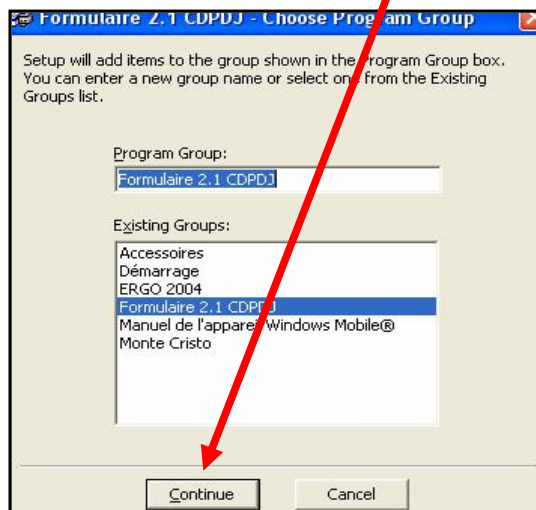 Formulaire 2.1 CDPDJ - Choose Program Group
Setup will add items to the group shown in the Program Group box.
You can enter a new group name or select one from the Existing
Groups list.
Program Group:
Formulaire 2.1 CDPDJ
Existing Groups:
Accessoires
Démarrage
ERGO 2004
Formulaire 2.1 CDPDJ
Manuel de l'appareil Windows Mobile®
Monte Cristo
Continue
Cancel